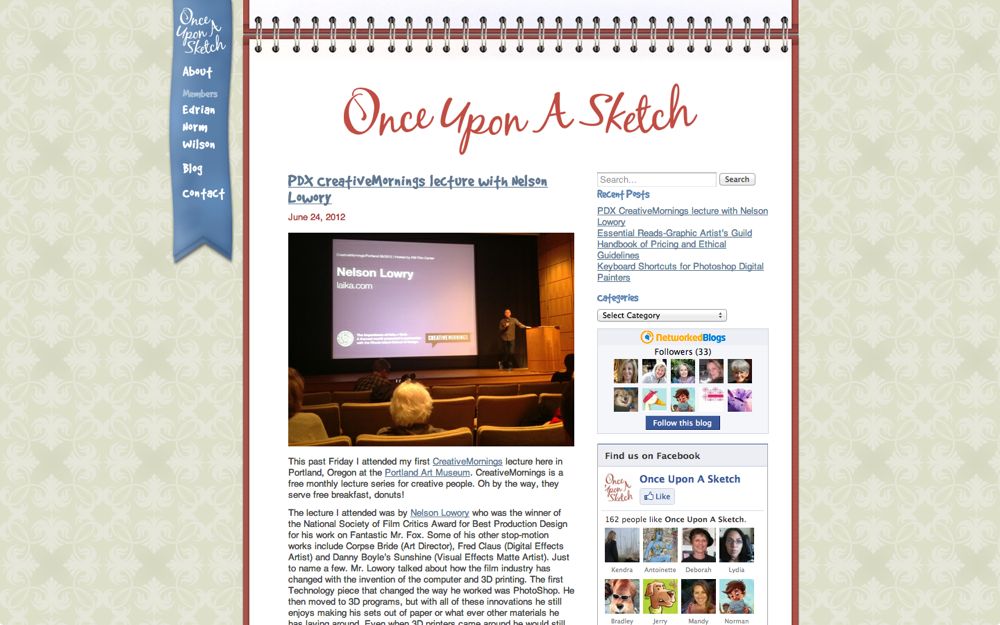 Once
Upon A
Sketch
About
Members
Edrian
Norm
Wilson
Blog
Contact
Once Upon A Sketch
PDX CreativeMornings lecture with Nelson
Lowory
June 24, 2012
Nelson Lowry
laika.com
CREATIVEMORNINGS
This past Friday I attended my first CreativeMornings lecture here in
Portland, Oregon at the Portland Art Museum. CreativeMornings is a
free monthly lecture series for creative people. Oh by the way, they
serve free breakfast, donuts!
The lecture I attended was by Nelson Lowory who was the winner of
the National Society of Film Critics Award for Best Production Design
for his work on Fantastic Mr. Fox. Some of his other stop-motion
works include Corpse Bride (Art Director), Fred Claus (Digital Effects
Artist) and Danny Boyle's Sunshine (Visual Effects Matte Artist). Just
to name a few. Mr. Lowory talked about how the film industry has
changed with the invention of the computer and 3D printing. The first
Technology piece that changed the way he worked was PhotoShop. He
then moved to 3D programs, but with all of these innovations he still
enjoys making his sets out of paper or what ever other materials he
has laying around. Even when 3D printers came around he would still
Search...
Search
Recent Posts
PDX CreativeMornings lecture with Nelson
Lowory
Essential Reads-Graphic Artist's Guild
Handbook of Pricing and Ethical
Guidelines
Keyboard Shortcuts for Photoshop Digital
Painters
Categories
Select Category
NetworkedBlogs
Followers (33)
Follow this blog
Find us on Facebook
Once
Upon A
Sketch
Once Upon A Sketch
Like
162 people like Once Upon A Sketch.
Kendra Antoinette Deborah Lydia
Bradley Jerry Mandy Norman